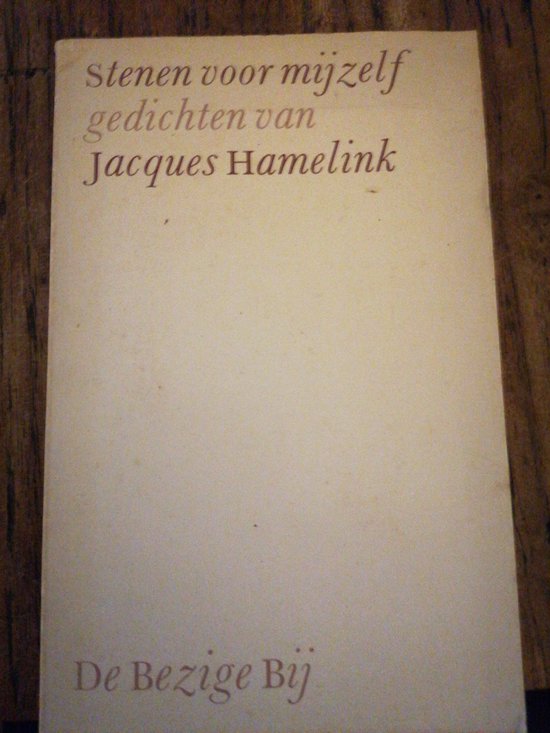 Stenen voor mijzelf
gedichten van
Jacques Hamelink
De Bezige Bij